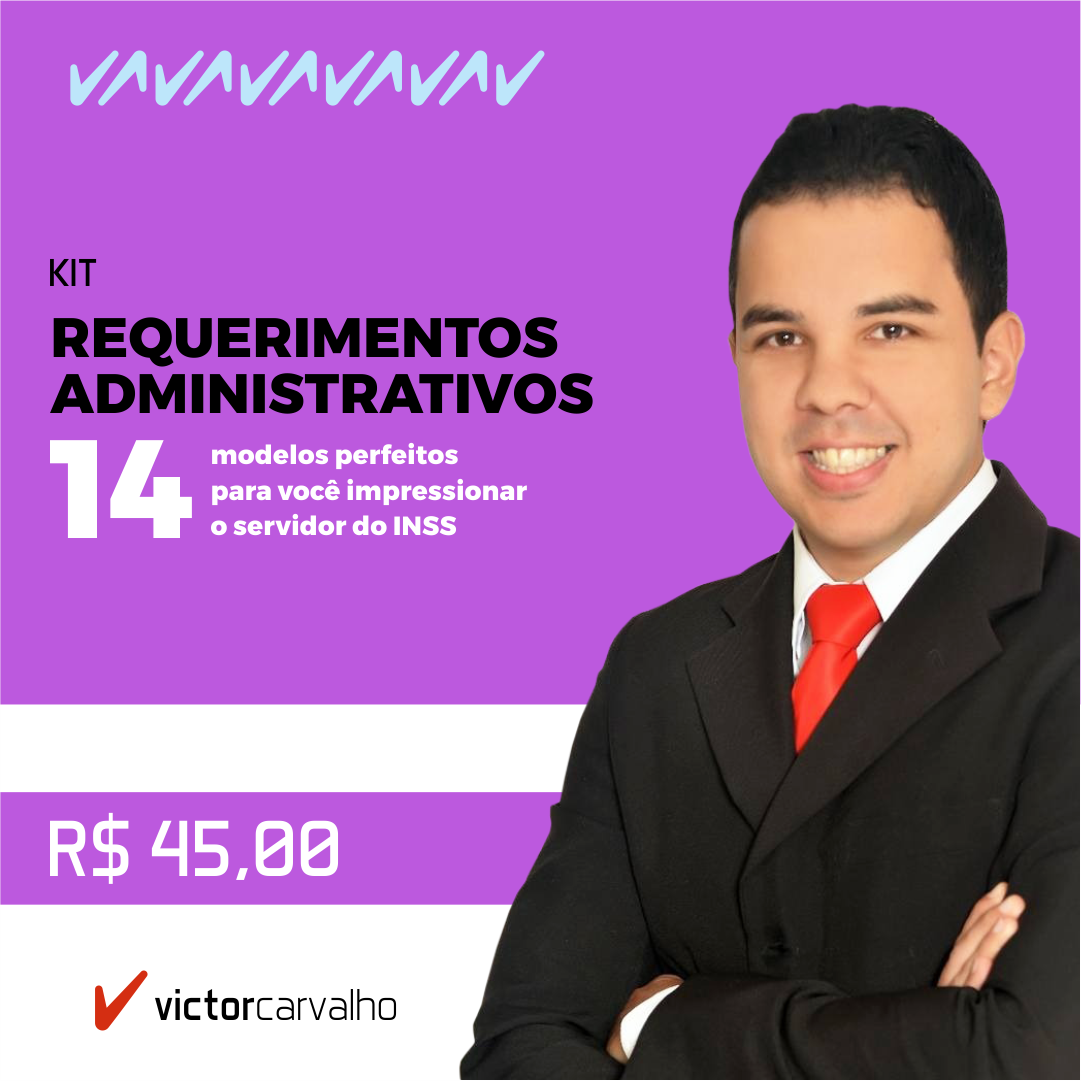 KIT
REQUERIMENTOS
ADMINISTRATIVOS
14
modelos perfeitos
para você impressionar
o servidor do INSS
R$ 45,00
victorcarvalho